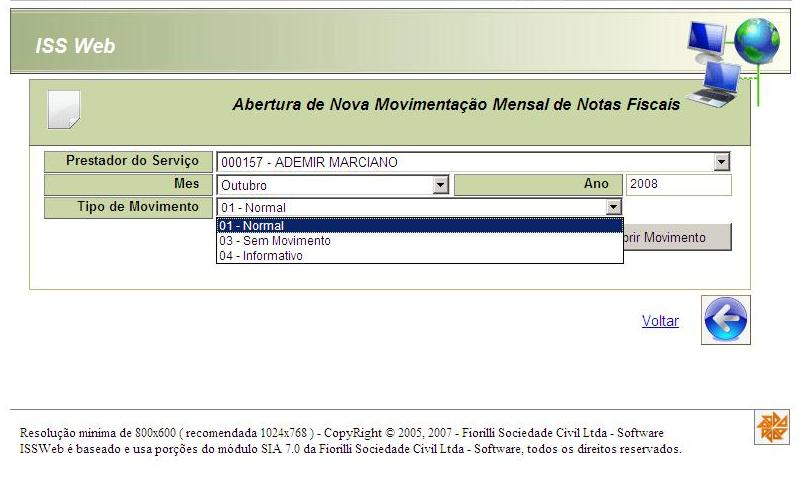 ISS Web
Abertura de Nova Movimentação Mensal de Notas Fiscais
Prestador do Serviço 000157 - ADEMIR MARCIANO
Mes Outubro Ano 2008
Tipo de Movimento 01 - Normal
01 - Normal
03 - Sem Movimento
brir Movimento
04 - Informativo
Voltar
Resolução miníma de 800x600 ( recomendada 1024x768 ) - CopyRight © 2005, 2007 - Fiorilli Sociedade Civil Ltda - Software
ISSWeb é baseado e usa porções do módulo SIA 7.0 da Fiorilli Sociedade Civil Ltda - Software, todos os direitos reservados.